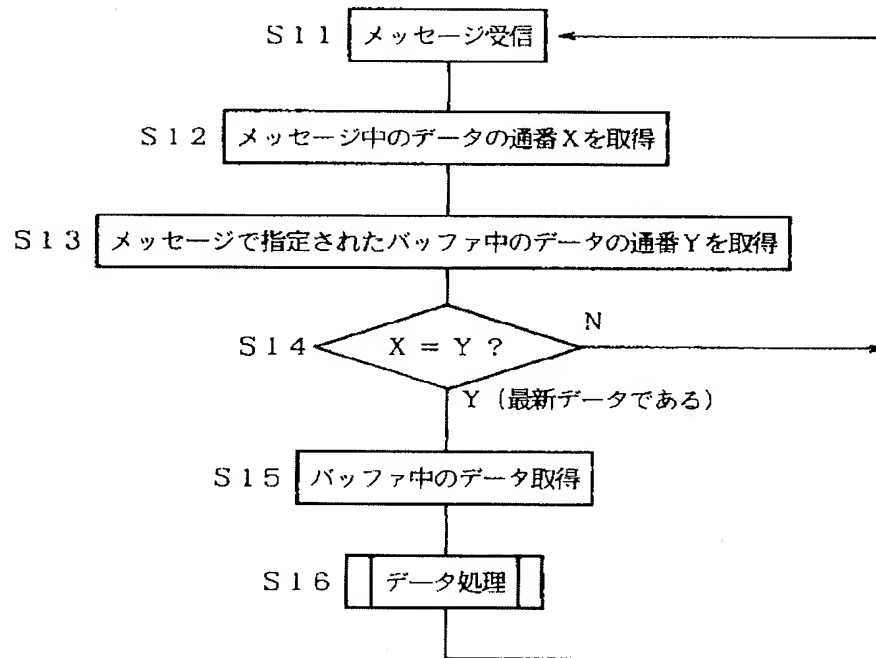 S11 メッセージ受信
S12 メッセージ中のデータの通番Xを取得
S13 メッセージで指定されたバッファ中のデータの通番Yを取得
N
S14 X = Y ?
Y (最新データである)
S15 バッファ中のデータ取得
S16 データ処理